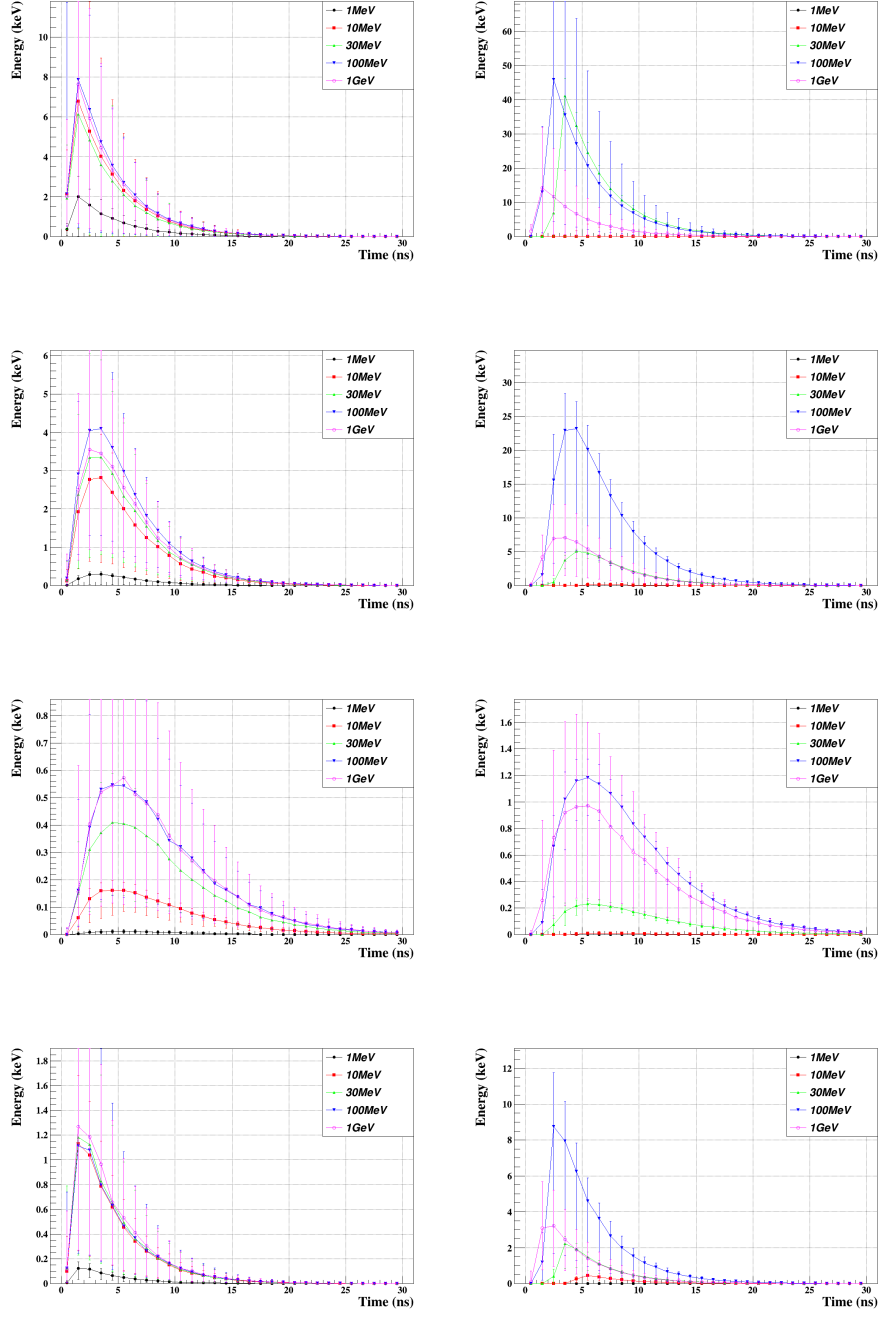 Energy (keV)
12
10
8
6
4
2
0
0 5 10 15 20 25 30
Time (ns)
1MeV
10MeV
30MeV
100MeV
1GeV
Energy (keV)
60
50
40
30
20
10
0
0 5 10 15 20 25 30
Time (ns)
1MeV
10MeV
30MeV
100MeV
1GeV
Energy (keV)
6
5
4
3
2
1
0
0 5 10 15 20 25 30
Time (ns)
1MeV
10MeV
30MeV
100MeV
1GeV
Energy (keV)
30
25
20
15
10
5
0
0 5 10 15 20 25 30
Time (ns)
1MeV
10MeV
30MeV
100MeV
1GeV
Energy (keV)
0.8
0.7
0.6
0.5
0.4
0.3
0.2
0.1
0
0 5 10 15 20 25 30
Time (ns)
1MeV
10MeV
30MeV
100MeV
1GeV
Energy (keV)
1.6
1.4
1.2
1
0.8
0.6
0.4
0.2
0
0 5 10 15 20 25 30
Time (ns)
1MeV
10MeV
30MeV
100MeV
1GeV
Energy (keV)
1.8
1.6
1.4
1.2
1
0.8
0.6
0.4
0.2
0
0 5 10 15 20 25 30
Time (ns)
1MeV
10MeV
30MeV
100MeV
1GeV
Energy (keV)
12
10
8
6
4
2
0
0 5 10 15 20 25 30
Time (ns)
1MeV
10MeV
30MeV
100MeV
1GeV